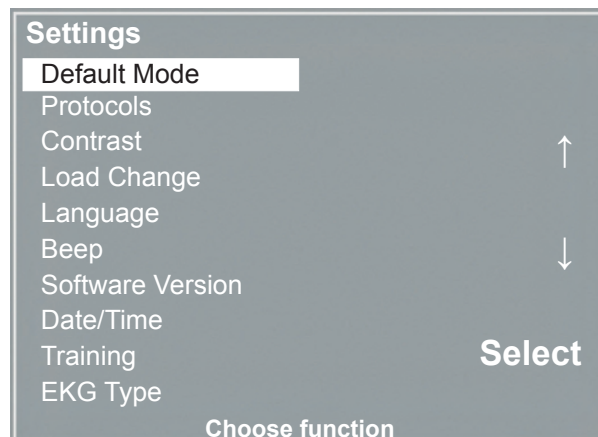 Settings
Default Mode
Protocols
Contrast
↑
Load Change
Language
Beep
↓
Software Version
Date/Time
Training
Select
EKG Type
Choose function